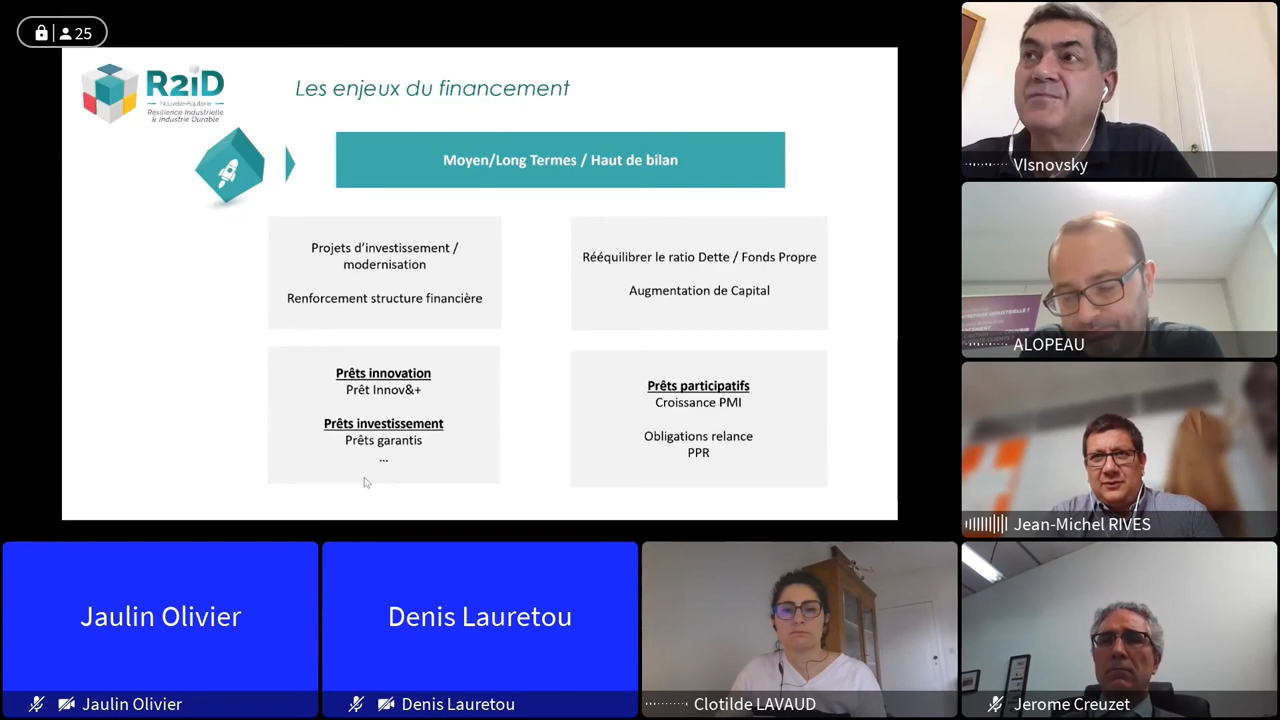 25
R2iD
Nouvelle-Aquitaine
Résilience Industrielle
& Industrie Durable
Les enjeux du financement
Moyen/Long Termes / Haut de bilan
Projets d'investissement /
modernisation
Renforcement structure financière
Rééquilibrer le ratio Dette / Fonds Propre
Augmentation de Capital
Prêts innovation
Prêt Innov&+
Prêts investissement
Prêts garantis
...
Prêts participatifs
Croissance PMI
Obligations relance
PPR
VIsnovsky
ALOPEAU
Jean-Michel RIVES
Jaulin Olivier
Jaulin Olivier
Denis Lauretou
Denis Lauretou
Clotilde LAVAUD
Jerome Creuzet